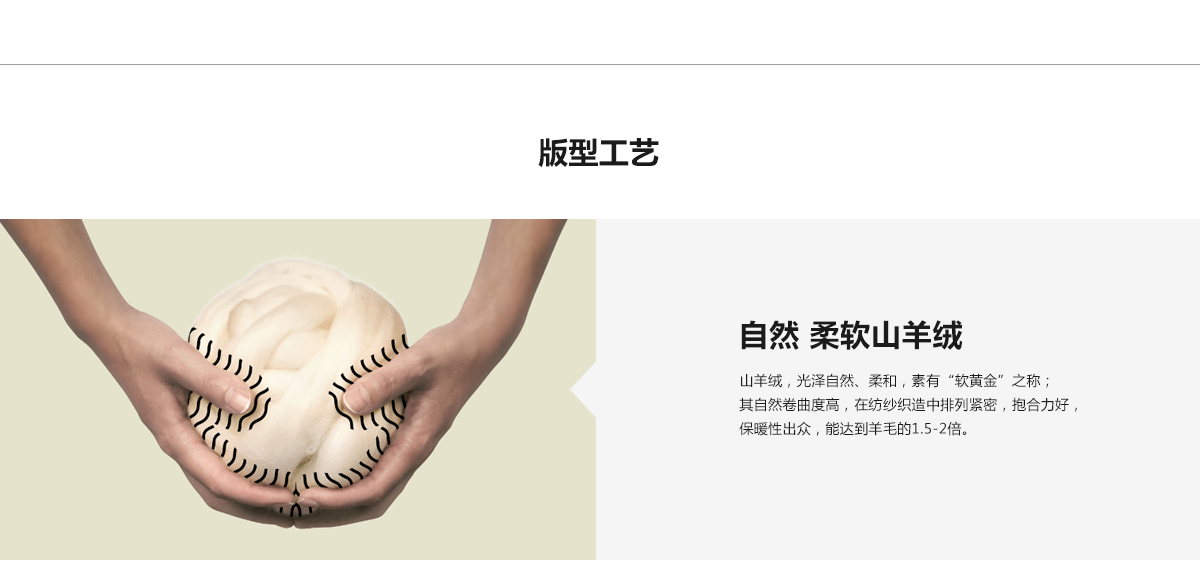 版型工艺
自然 柔软山羊绒
山羊绒，光泽自然、柔和，素有“软黄金”之称；
其自然卷曲度高，在纺纱织造中排列紧密，抱合力好，
保暖性出众，能达到羊毛的1.5-2倍。